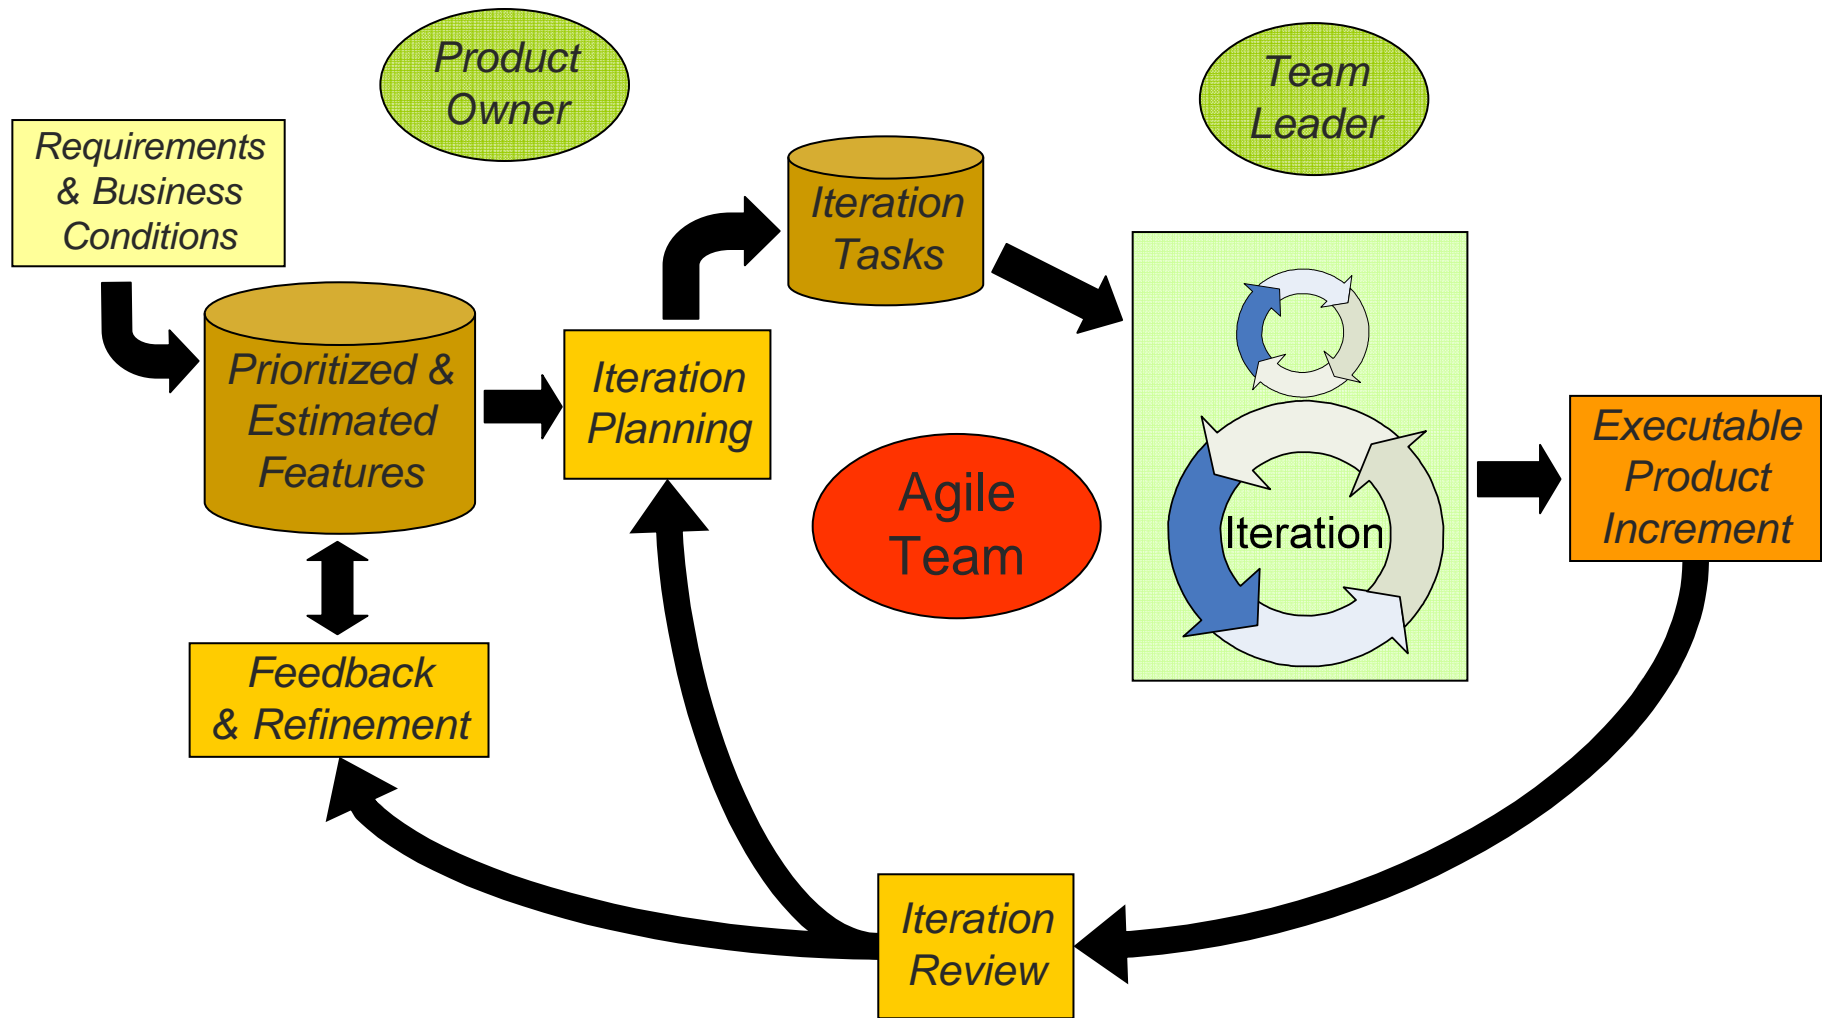 Product
Owner
Team
Leader
Requirements
& Business
Conditions
Iteration
Tasks
Prioritized &
Estimated
Features
Iteration
Planning
Agile
Team
Iteration
Executable
Product
Increment
Feedback
& Refinement
Iteration
Review